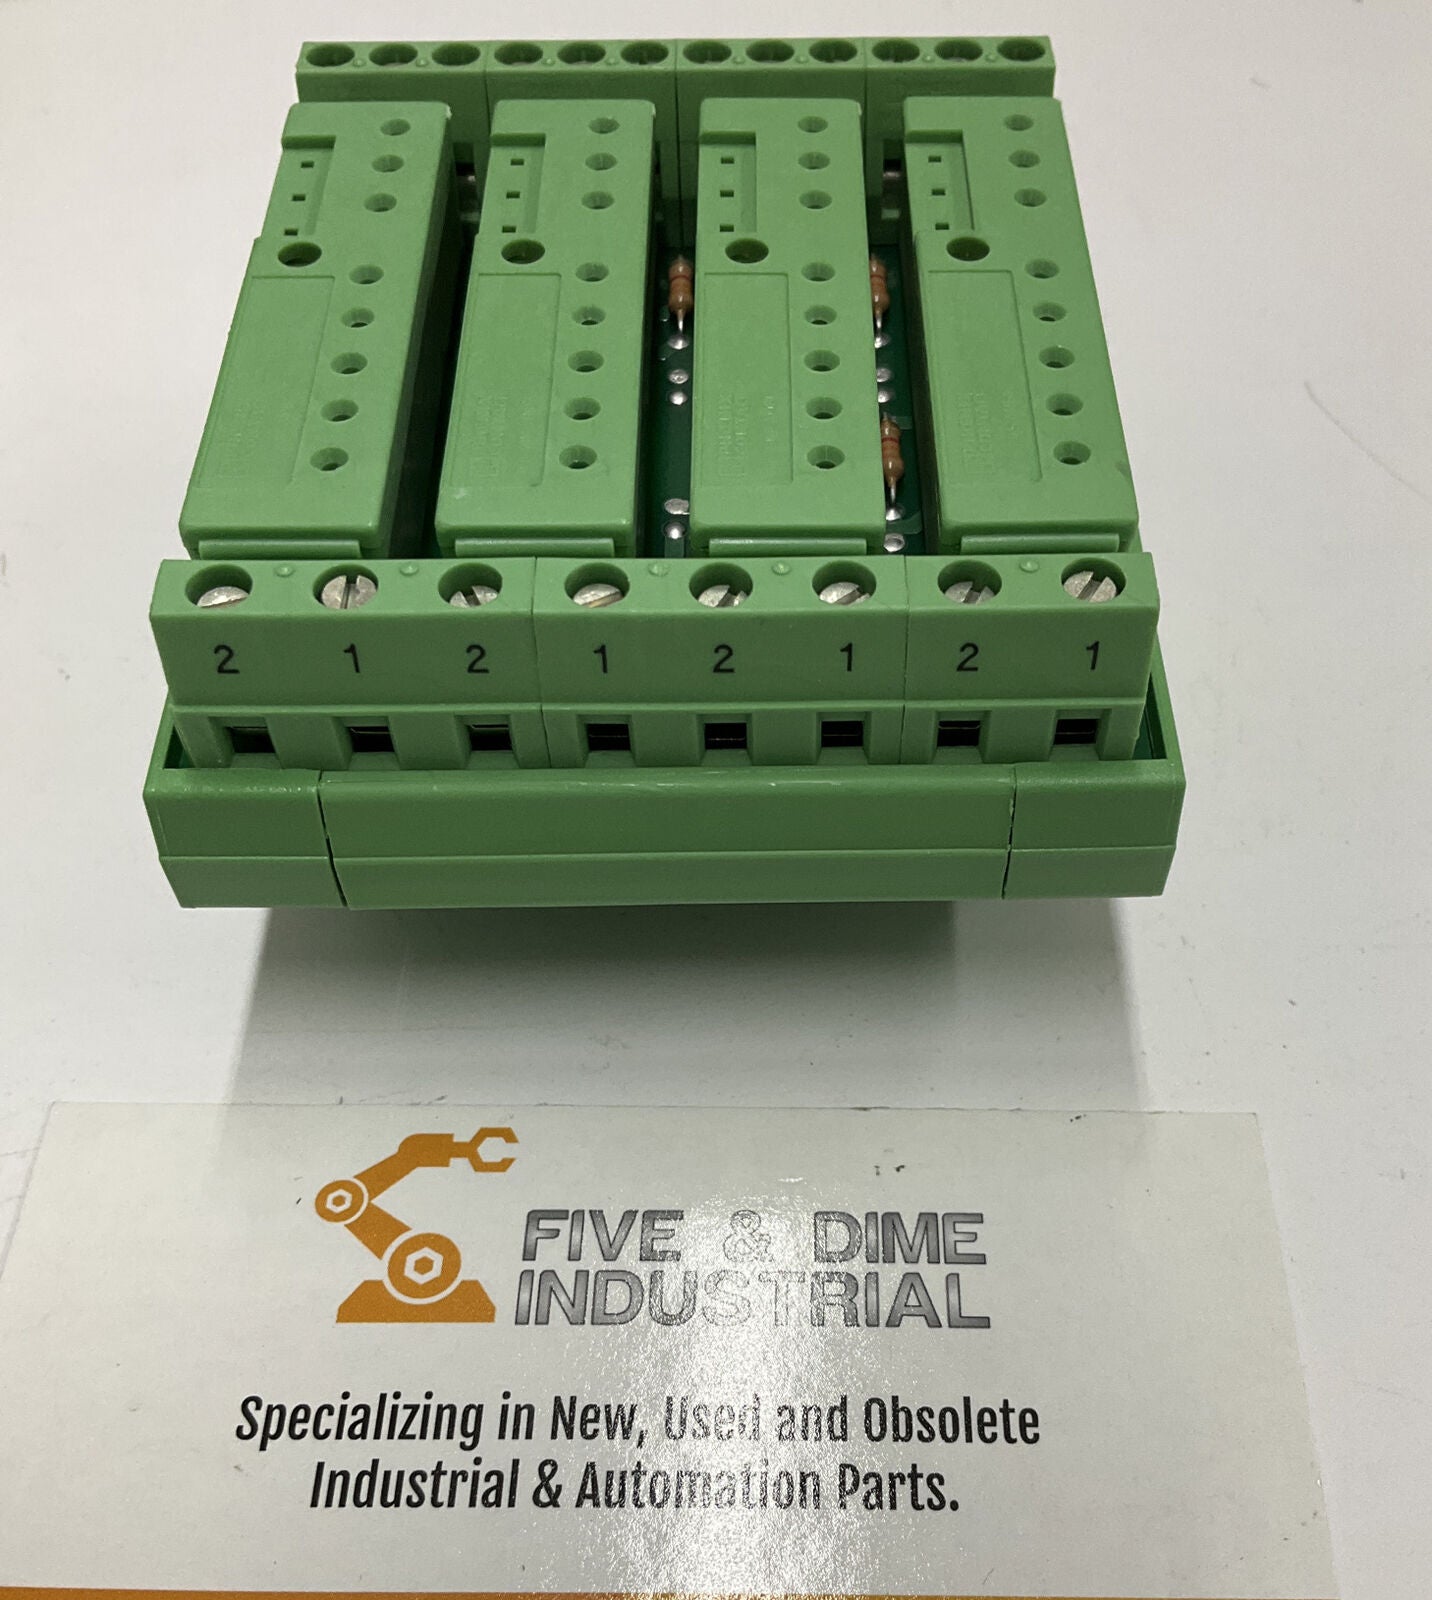 2 1 2 1 2 1 2 1
FIVE & DIME
INDUSTRIAL
Specializing in New, Used and Obsolete
Industrial & Automation Parts.